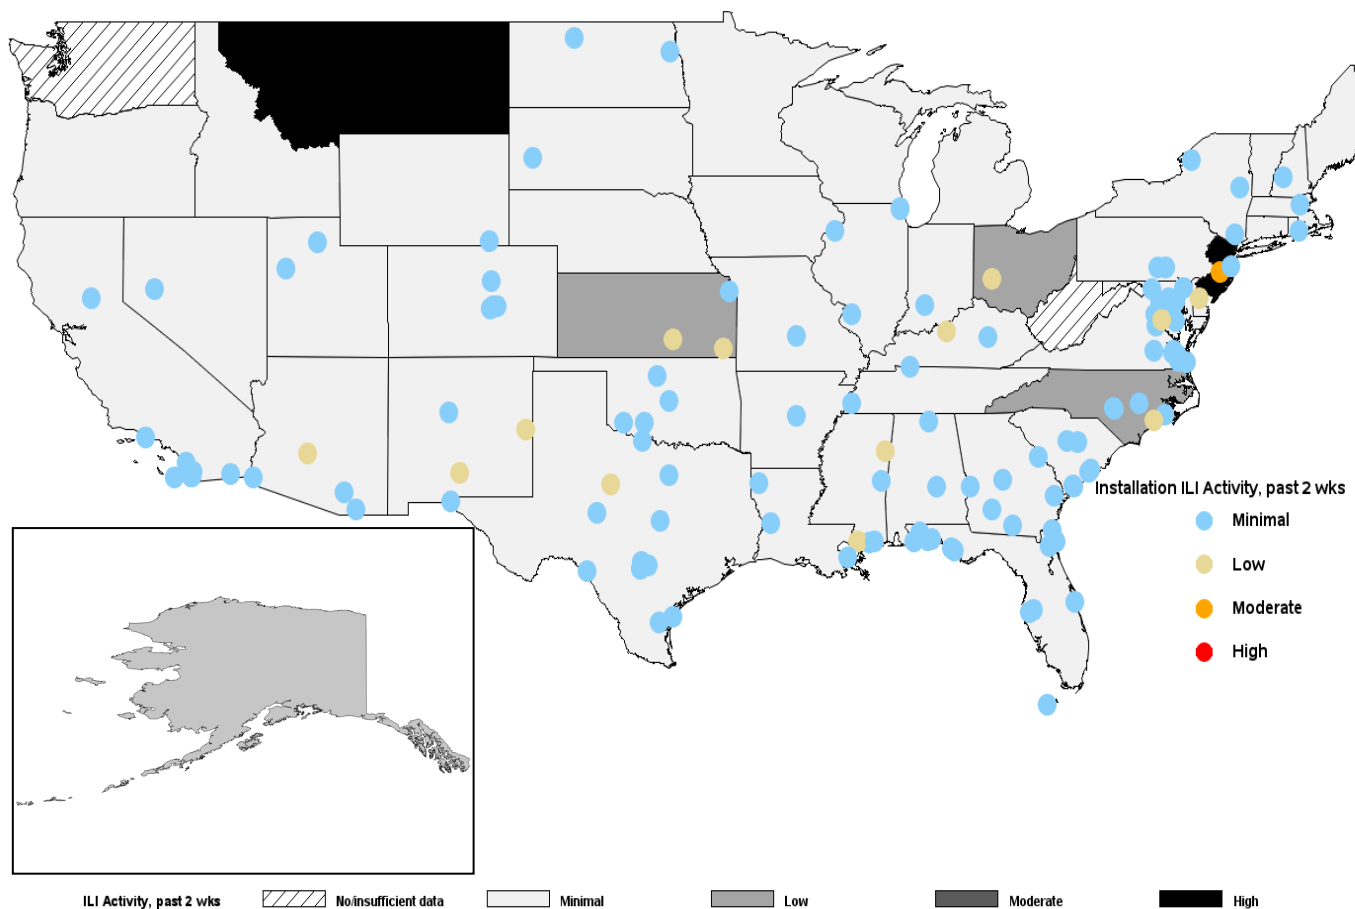 Installation ILI Activity, past 2 wks
Minimal
Low
Moderate
High
ILI Activity, past 2 wks No/insufficient data Minimal Low Moderate High